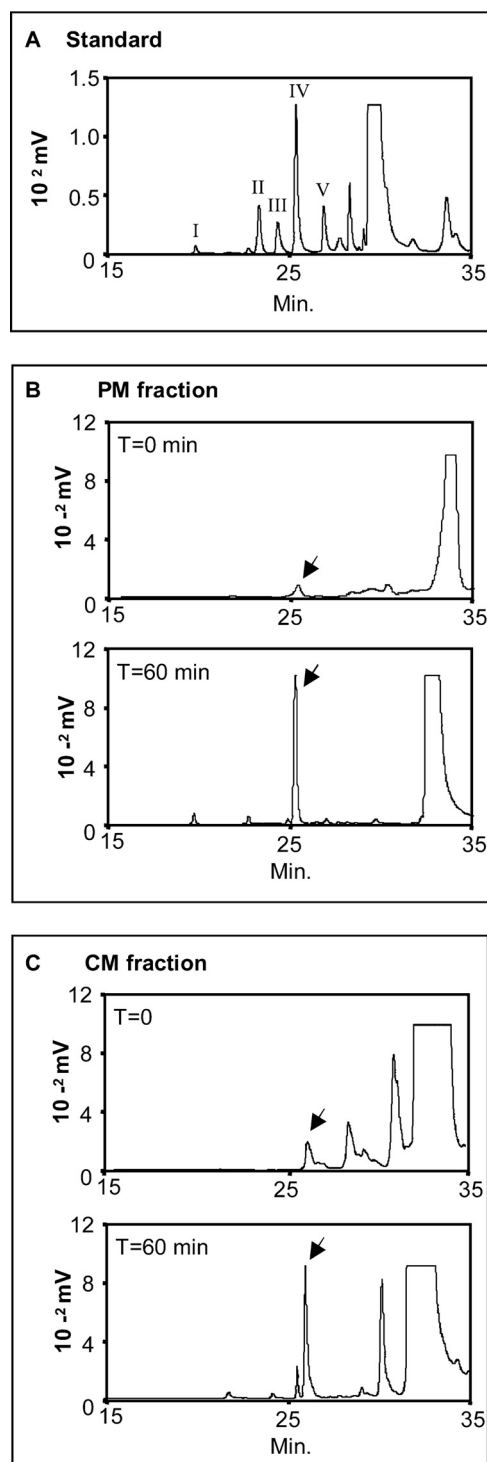 A Standard
1.5
IV
1.0
10 2 mV
II
V
0.5
III
I
0
15 25 35
Min.
B PM fraction
12
T=0 min
8
10 -2 mV
4
0
15 25 35
12
T=60 min
8
10 -2 mV
4
0
15 25 35
Min.
C CM fraction
12
T=0
8
10 -2 mV
4
0
15 25 35
12
T=60 min
8
10 -2 mV
4
0
15 25 35
Min.